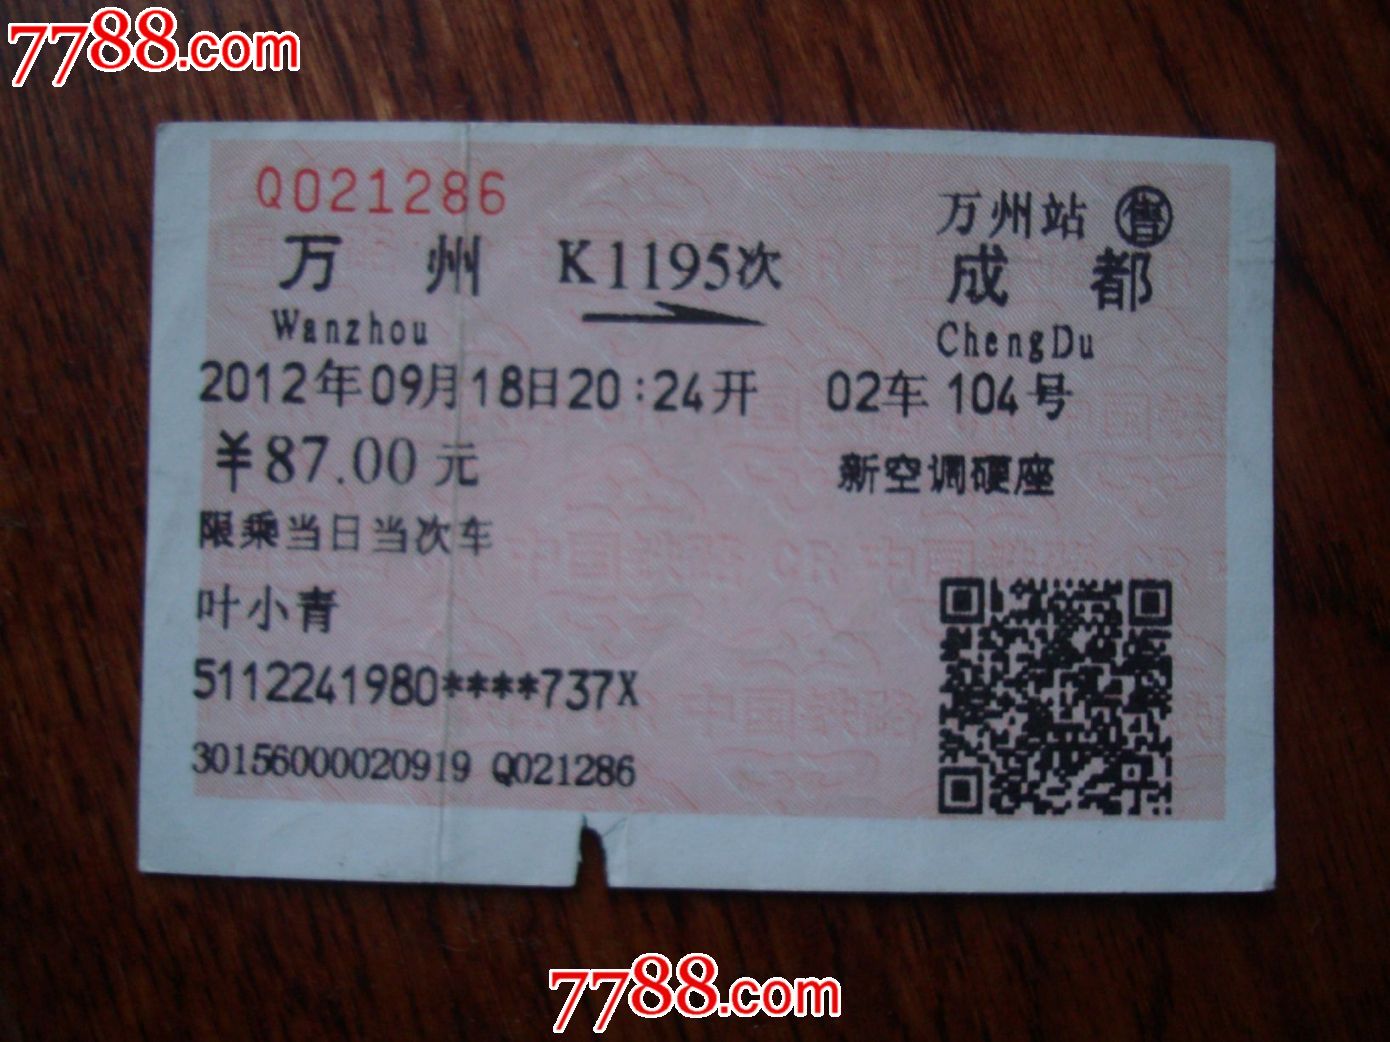 7788.com
Q021286
万州站 售
万州 K1195次 成都
Wanzhou ChengDu
2012年09月18日20:24开 02车104号
￥87.00元 新空调硬座
限乘当日当次车
叶小青
5112241980****737X
30156000020919 Q021286
7788.com